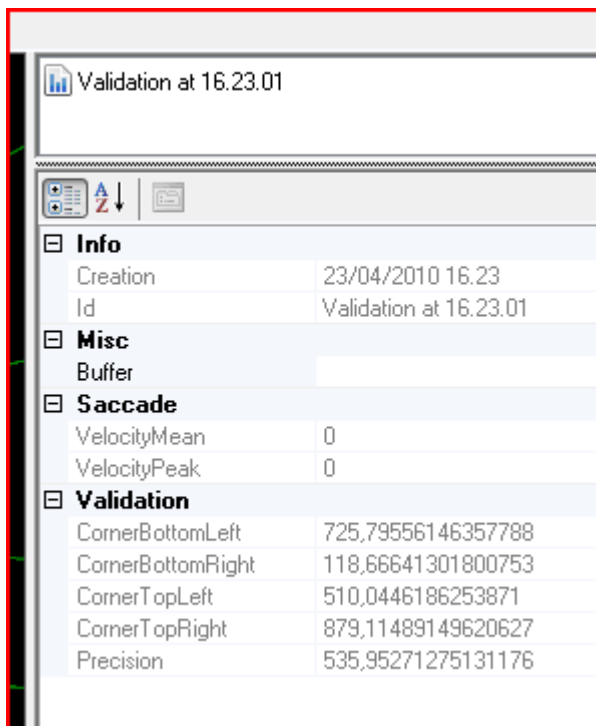 Validation at 16.23.01
Info
Creation 23/04/2010 16.23
Id Validation at 16.23.01
Misc
Buffer
Saccade
VelocityMean 0
VelocityPeak 0
Validation
CornerBottomLeft 725,79556146357788
CornerBottomRight 118,66641301800753
CornerTopLeft 510,0446186253871
CornerTopRight 879,11489149620627
Precision 535,95271275131176